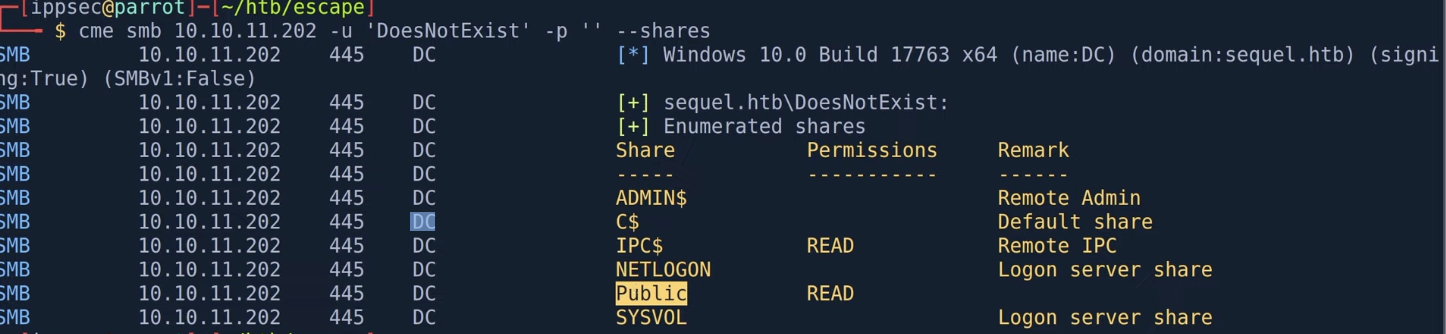 [ippsec@parrot]-[~/htb/escape]
$ cme smb 10.10.11.202 -u 'DoesNotExist' -p '' --shares
SMB 10.10.11.202 445 DC [*] Windows 10.0 Build 17763 x64 (name:DC) (domain:sequel.htb) (signi
ng:True) (SMBv1:False)
SMB 10.10.11.202 445 DC [+] sequel.htb\DoesNotExist:
SMB 10.10.11.202 445 DC [+] Enumerated shares
SMB 10.10.11.202 445 DC Share Permissions Remark
SMB 10.10.11.202 445 DC ----- ----------- ------
SMB 10.10.11.202 445 DC ADMIN$ Remote Admin
SMB 10.10.11.202 445 DC C$ Default share
SMB 10.10.11.202 445 DC IPC$ READ Remote IPC
SMB 10.10.11.202 445 DC NETLOGON Logon server share
SMB 10.10.11.202 445 DC Public READ
SMB 10.10.11.202 445 DC SYSVOL Logon server share